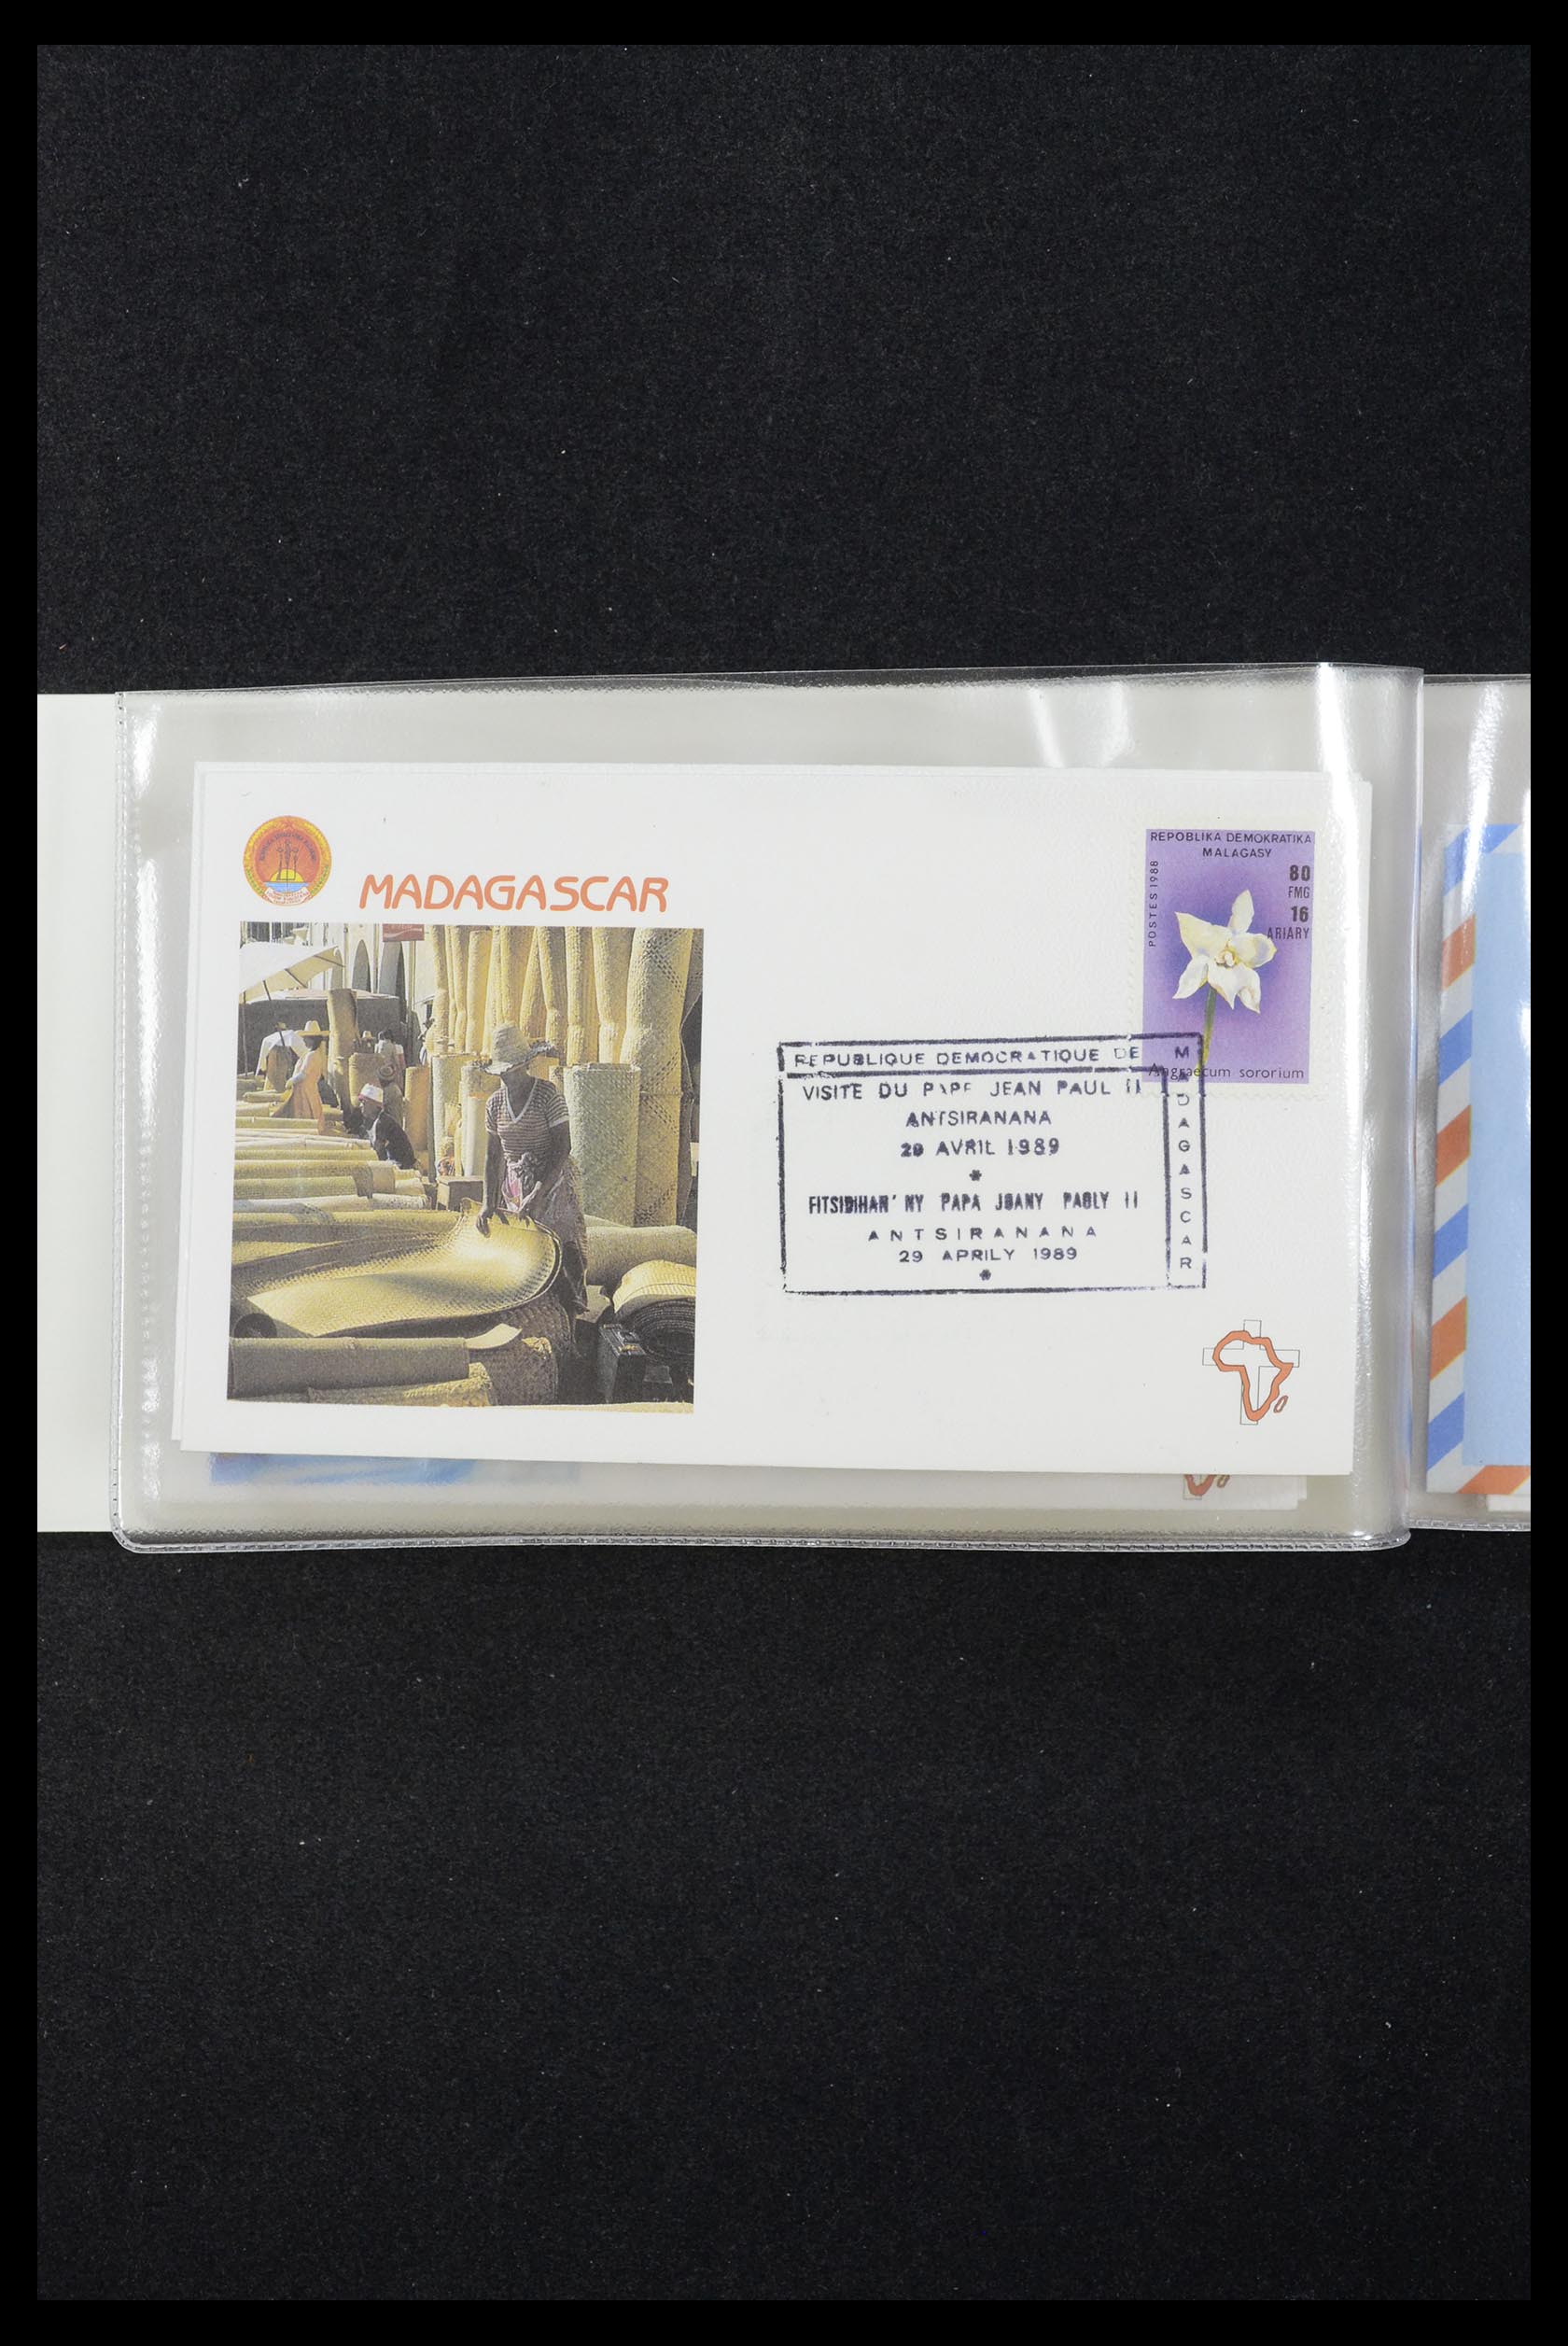 MADAGASCAR
REPOBLIKA DEMOKRATIKA
MALAGASY
POSTES 1988
80
FMG
16
ARIARY
Angraecum sororium
REPUBLIQUE DEMOCRATIQUE DE
MADAGASCAR
VISITE DU PAPE JEAN PAUL II
ANTSIRANANA
29 AVRIL 1989
*
FITSIDIHAN' NY PAPA JOANY PAOLY II
ANTSIRANANA
29 APRILY 1989
*